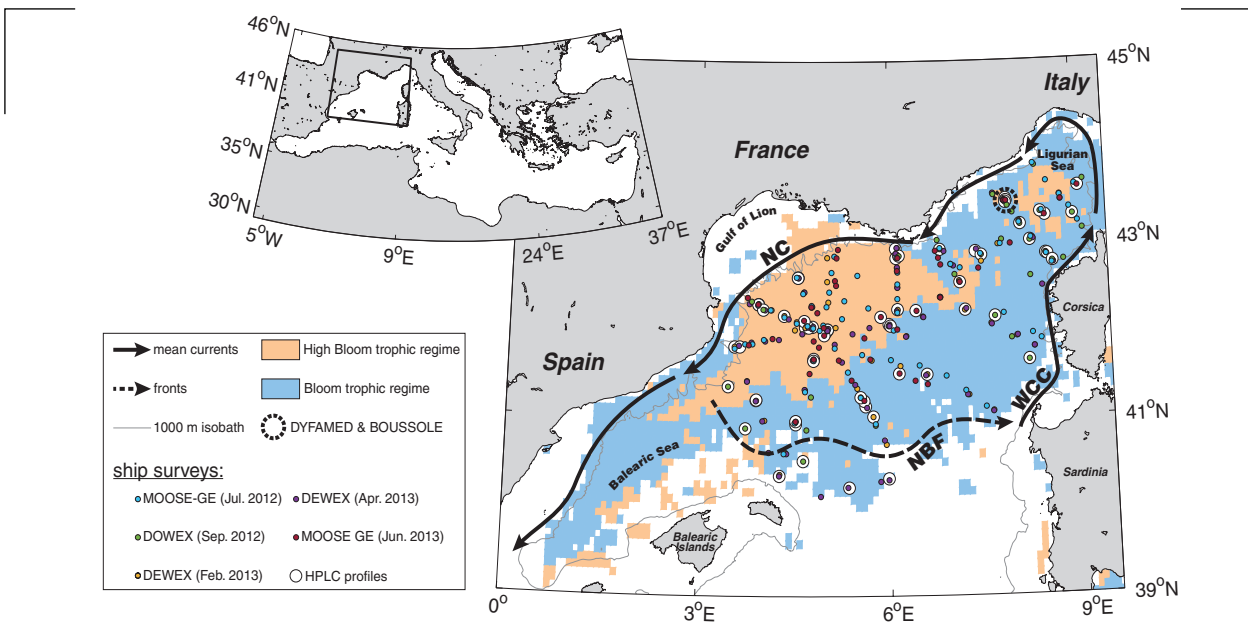 46°N
41°N
35°N
30°N
5°W
9°E
24°E
37°E
45°N
43°N
41°N
39°N
0°
3°E
6°E
9°E
Italy
France
Spain
Ligurian
Sea
Gulf of Lion
NC
Corsica
WCC
NBF
Balearic Sea
Sardinia
Balearic
Islands
mean currents
High Bloom trophic regime
fronts
Bloom trophic regime
1000 m isobath
DYFAMED & BOUSSOLE
ship surveys:
MOOSE-GE (Jul. 2012)
DEWEX (Apr. 2013)
DOWEX (Sep. 2012)
MOOSE GE (Jun. 2013)
DEWEX (Feb. 2013)
HPLC profiles